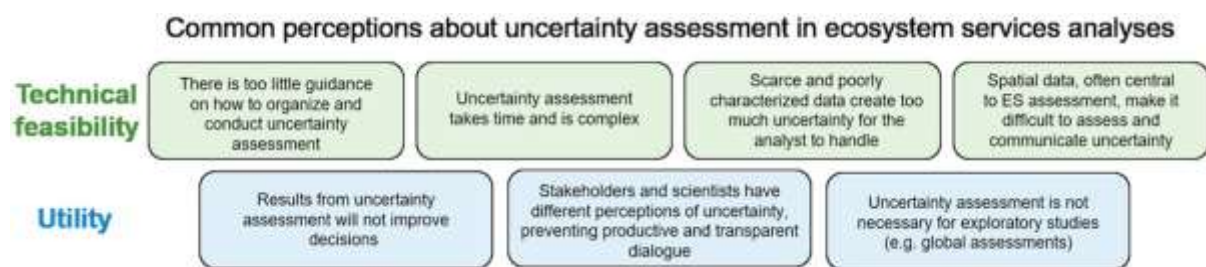 Common perceptions about uncertainty assessment in ecosystem services analyses
Technical
feasibility
There is too little guidance
on how to organize and
conduct uncertainty
assessment
Uncertainty assessment
takes time and is complex
Scarce and poorly
characterized data create too
much uncertainty for the
analyst to handle
Spatial data, often central
to ES assessment, make it
difficult to assess and
communicate uncertainty
Utility
Results from uncertainty
assessment will not improve
decisions
Stakeholders and scientists have
different perceptions of uncertainty,
preventing productive and transparent
dialogue
Uncertainty assessment is not
necessary for exploratory studies
(e.g. global assessments)